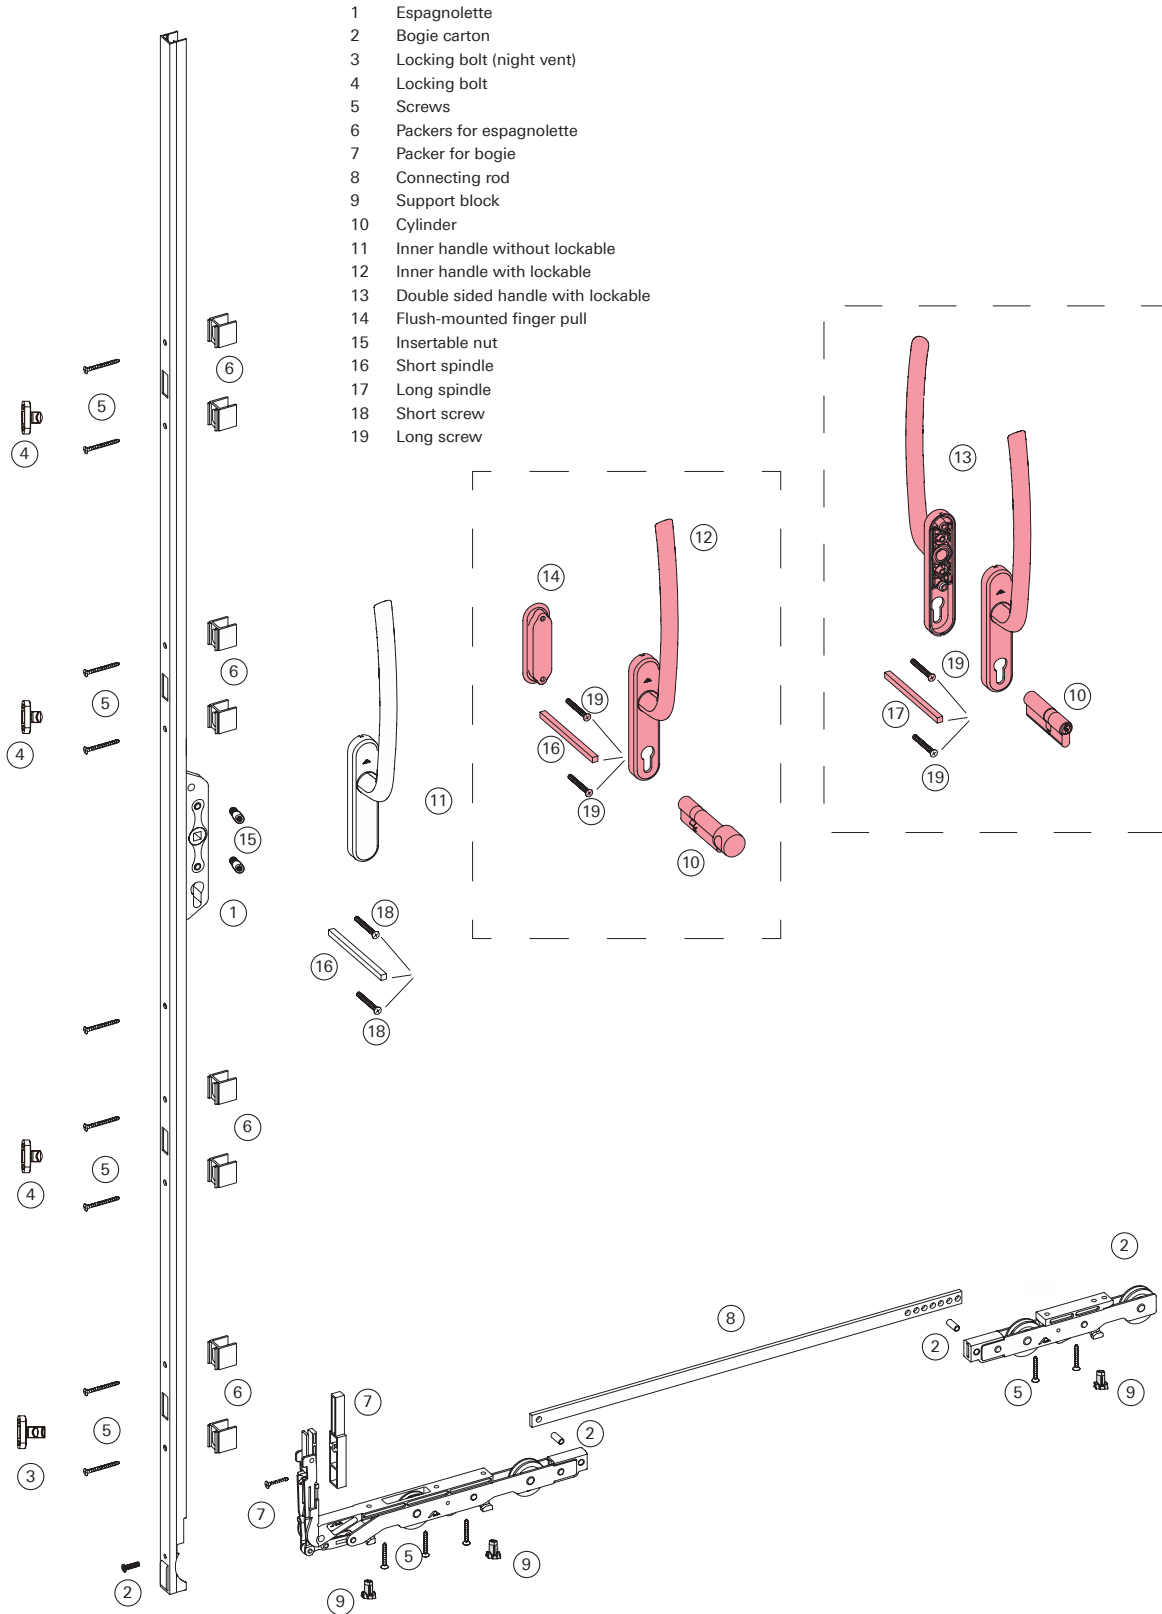 1 Espagnolette
2 Bogie carton
3 Locking bolt (night vent)
4 Locking bolt
5 Screws
6 Packers for espagnolette
7 Packer for bogie
8 Connecting rod
9 Support block
10 Cylinder
11 Inner handle without lockable
12 Inner handle with lockable
13 Double sided handle with lockable
14 Flush-mounted finger pull
15 Insertable nut
16 Short spindle
17 Long spindle
18 Short screw
19 Long screw
6
5
4
13
12
14
6
19
10
5
19
17
4
16
19
11
19
15
10
1
18
16
18
6
5
4
2
8
2
5
9
6
7
5
2
3
7
5
9
2
9